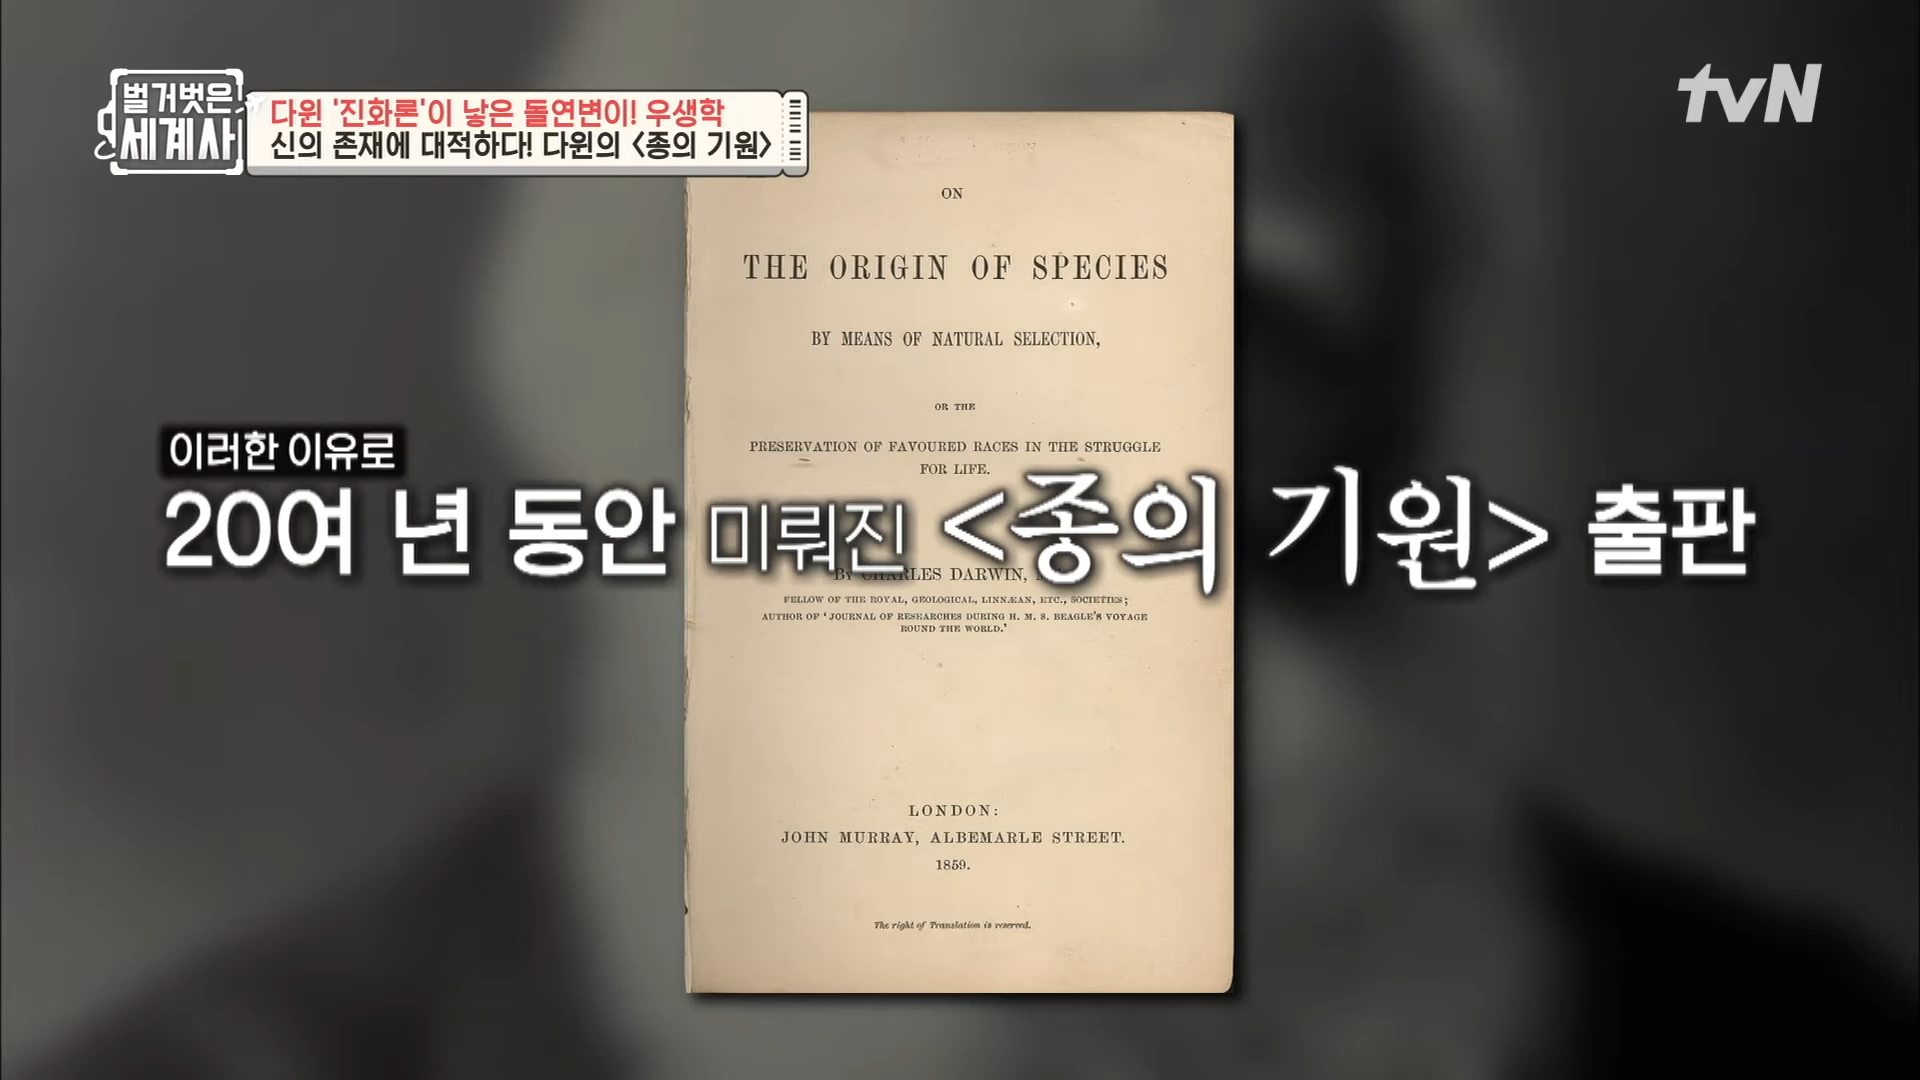 벌거벗은
세계사
다윈 '진화론'이 낳은 돌연변이! 우생학
신의 존재에 대적하다! 다윈의 <종의 기원>
tvN
ON
THE ORIGIN OF SPECIES
BY MEANS OF NATURAL SELECTION,
OR THE
PRESERVATION OF FAVOURED RACES IN THE STRUGGLE
FOR LIFE.
이러한 이유로
20여 년 동안 미뤄진 <종의 기원> 출판
BY CHARLES DARWIN,
FELLOW OF THE ROYAL, GEOLOGICAL, LINNÆAN, ETC., SOCIETIES;
AUTHOR OF 'JOURNAL OF RESEARCHES DURING H. M. S. BEAGLE'S VOYAGE
ROUND THE WORLD.'
LONDON:
JOHN MURRAY, ALBEMARLE STREET.
1859.
The right of Translation is reserved.